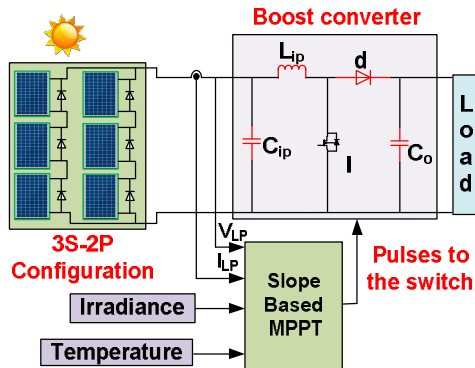 Boost converter
L_ip
d
C_ip
I
C_o
L
o
a
d
3S-2P
Configuration
V_LP
I_LP
Slope
Based
MPPT
Pulses to
the switch
Irradiance
Temperature